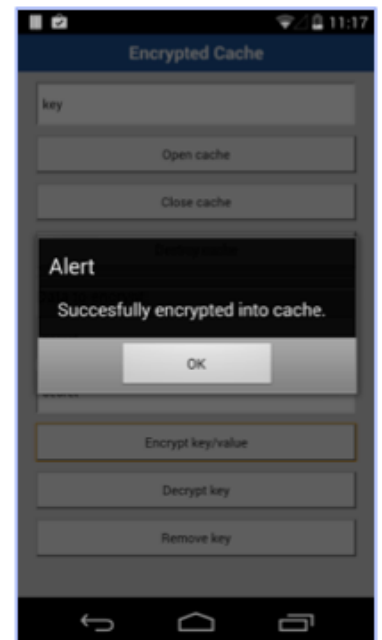 11:17
Encrypted Cache
key
Open cache
Close cache
Alert
Succesfully encrypted into cache.
OK
Encrypt key/value
Decrypt key
Remove key